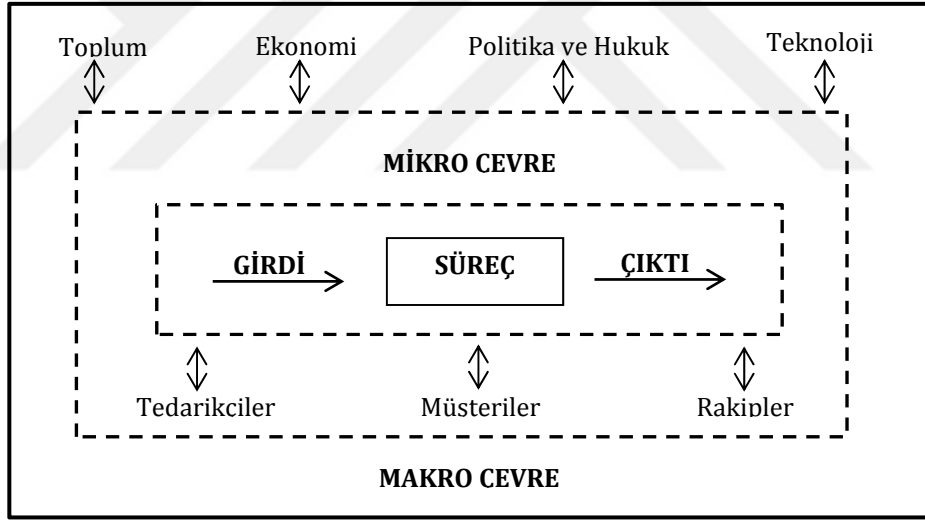 Toplum Ekonomi Politika ve Hukuk Teknoloji
MİKRO CEVRE
GİRDİ SÜREÇ ÇIKTI
Tedarikciler Müsteriler Rakipler
MAKRO CEVRE